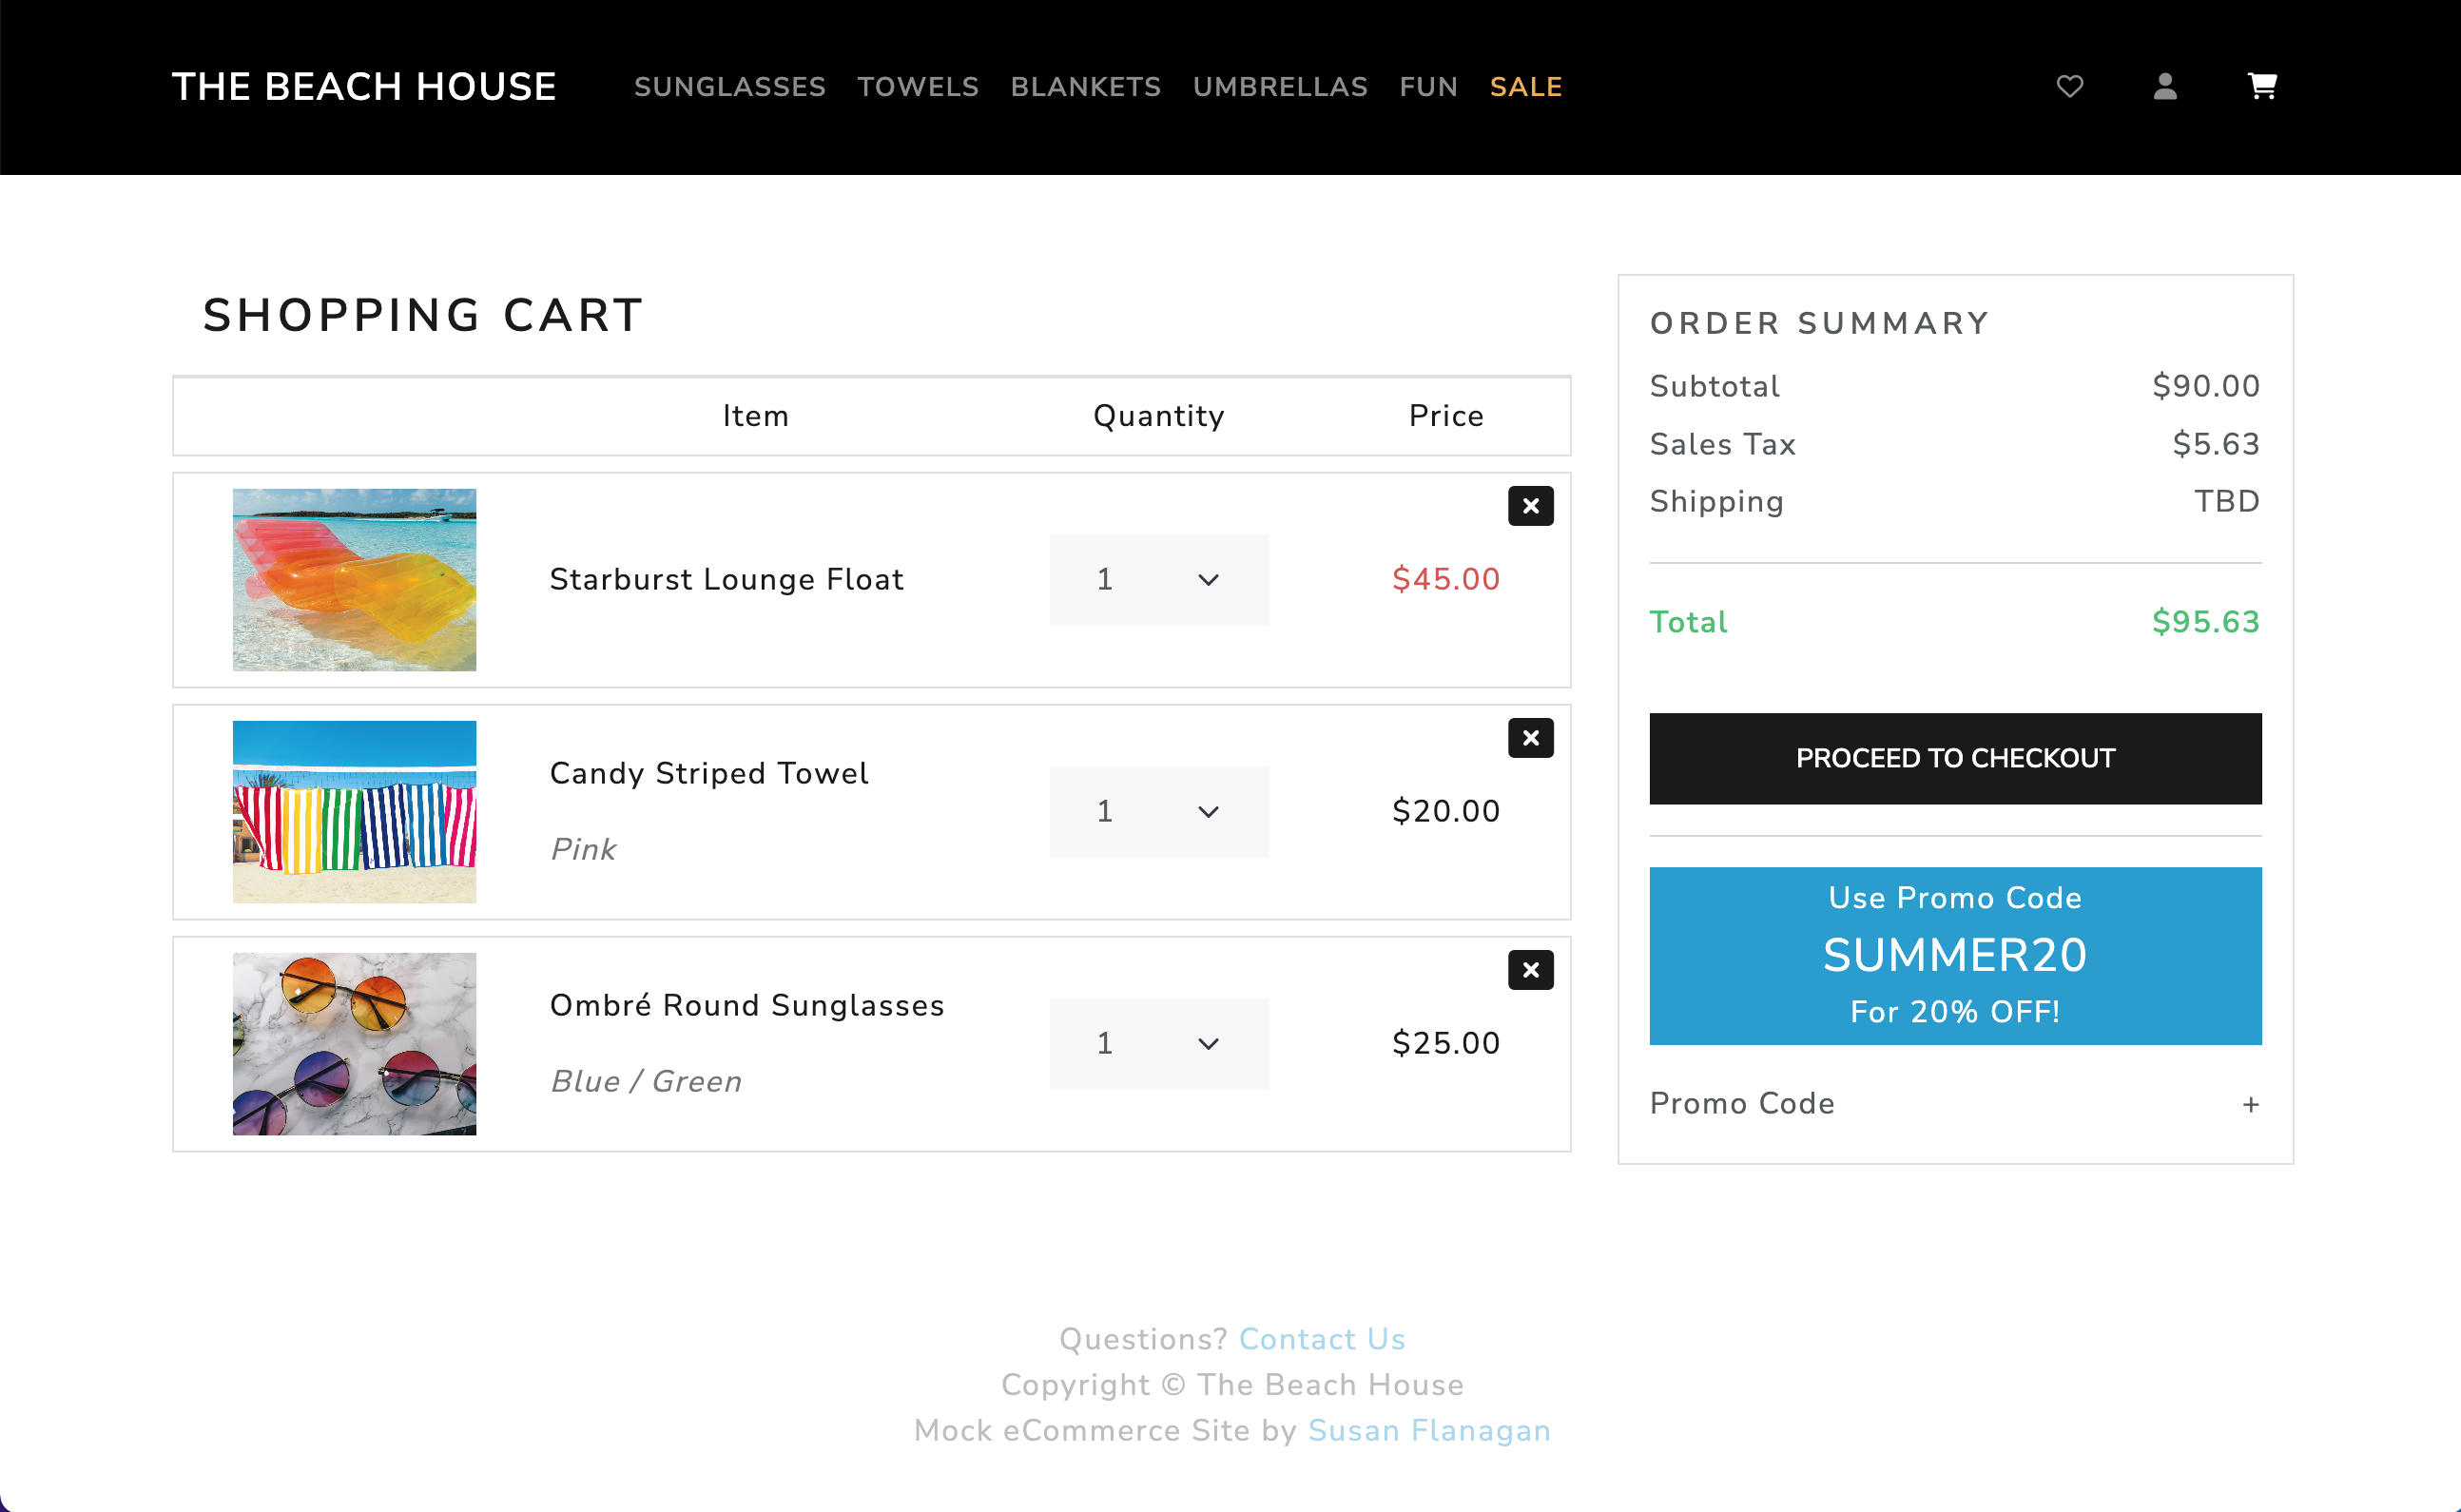 THE BEACH HOUSE SUNGLASSES TOWELS BLANKETS UMBRELLAS FUN SALE
SHOPPING CART
Item Quantity Price
Starburst Lounge Float 1 $45.00
Candy Striped Towel
Pink
1 $20.00
Ombré Round Sunglasses
Blue / Green
1 $25.00
ORDER SUMMARY
Subtotal $90.00
Sales Tax $5.63
Shipping TBD
Total $95.63
PROCEED TO CHECKOUT
Use Promo Code
SUMMER20
For 20% OFF!
Promo Code +
Questions? Contact Us
Copyright © The Beach House
Mock eCommerce Site by Susan Flanagan